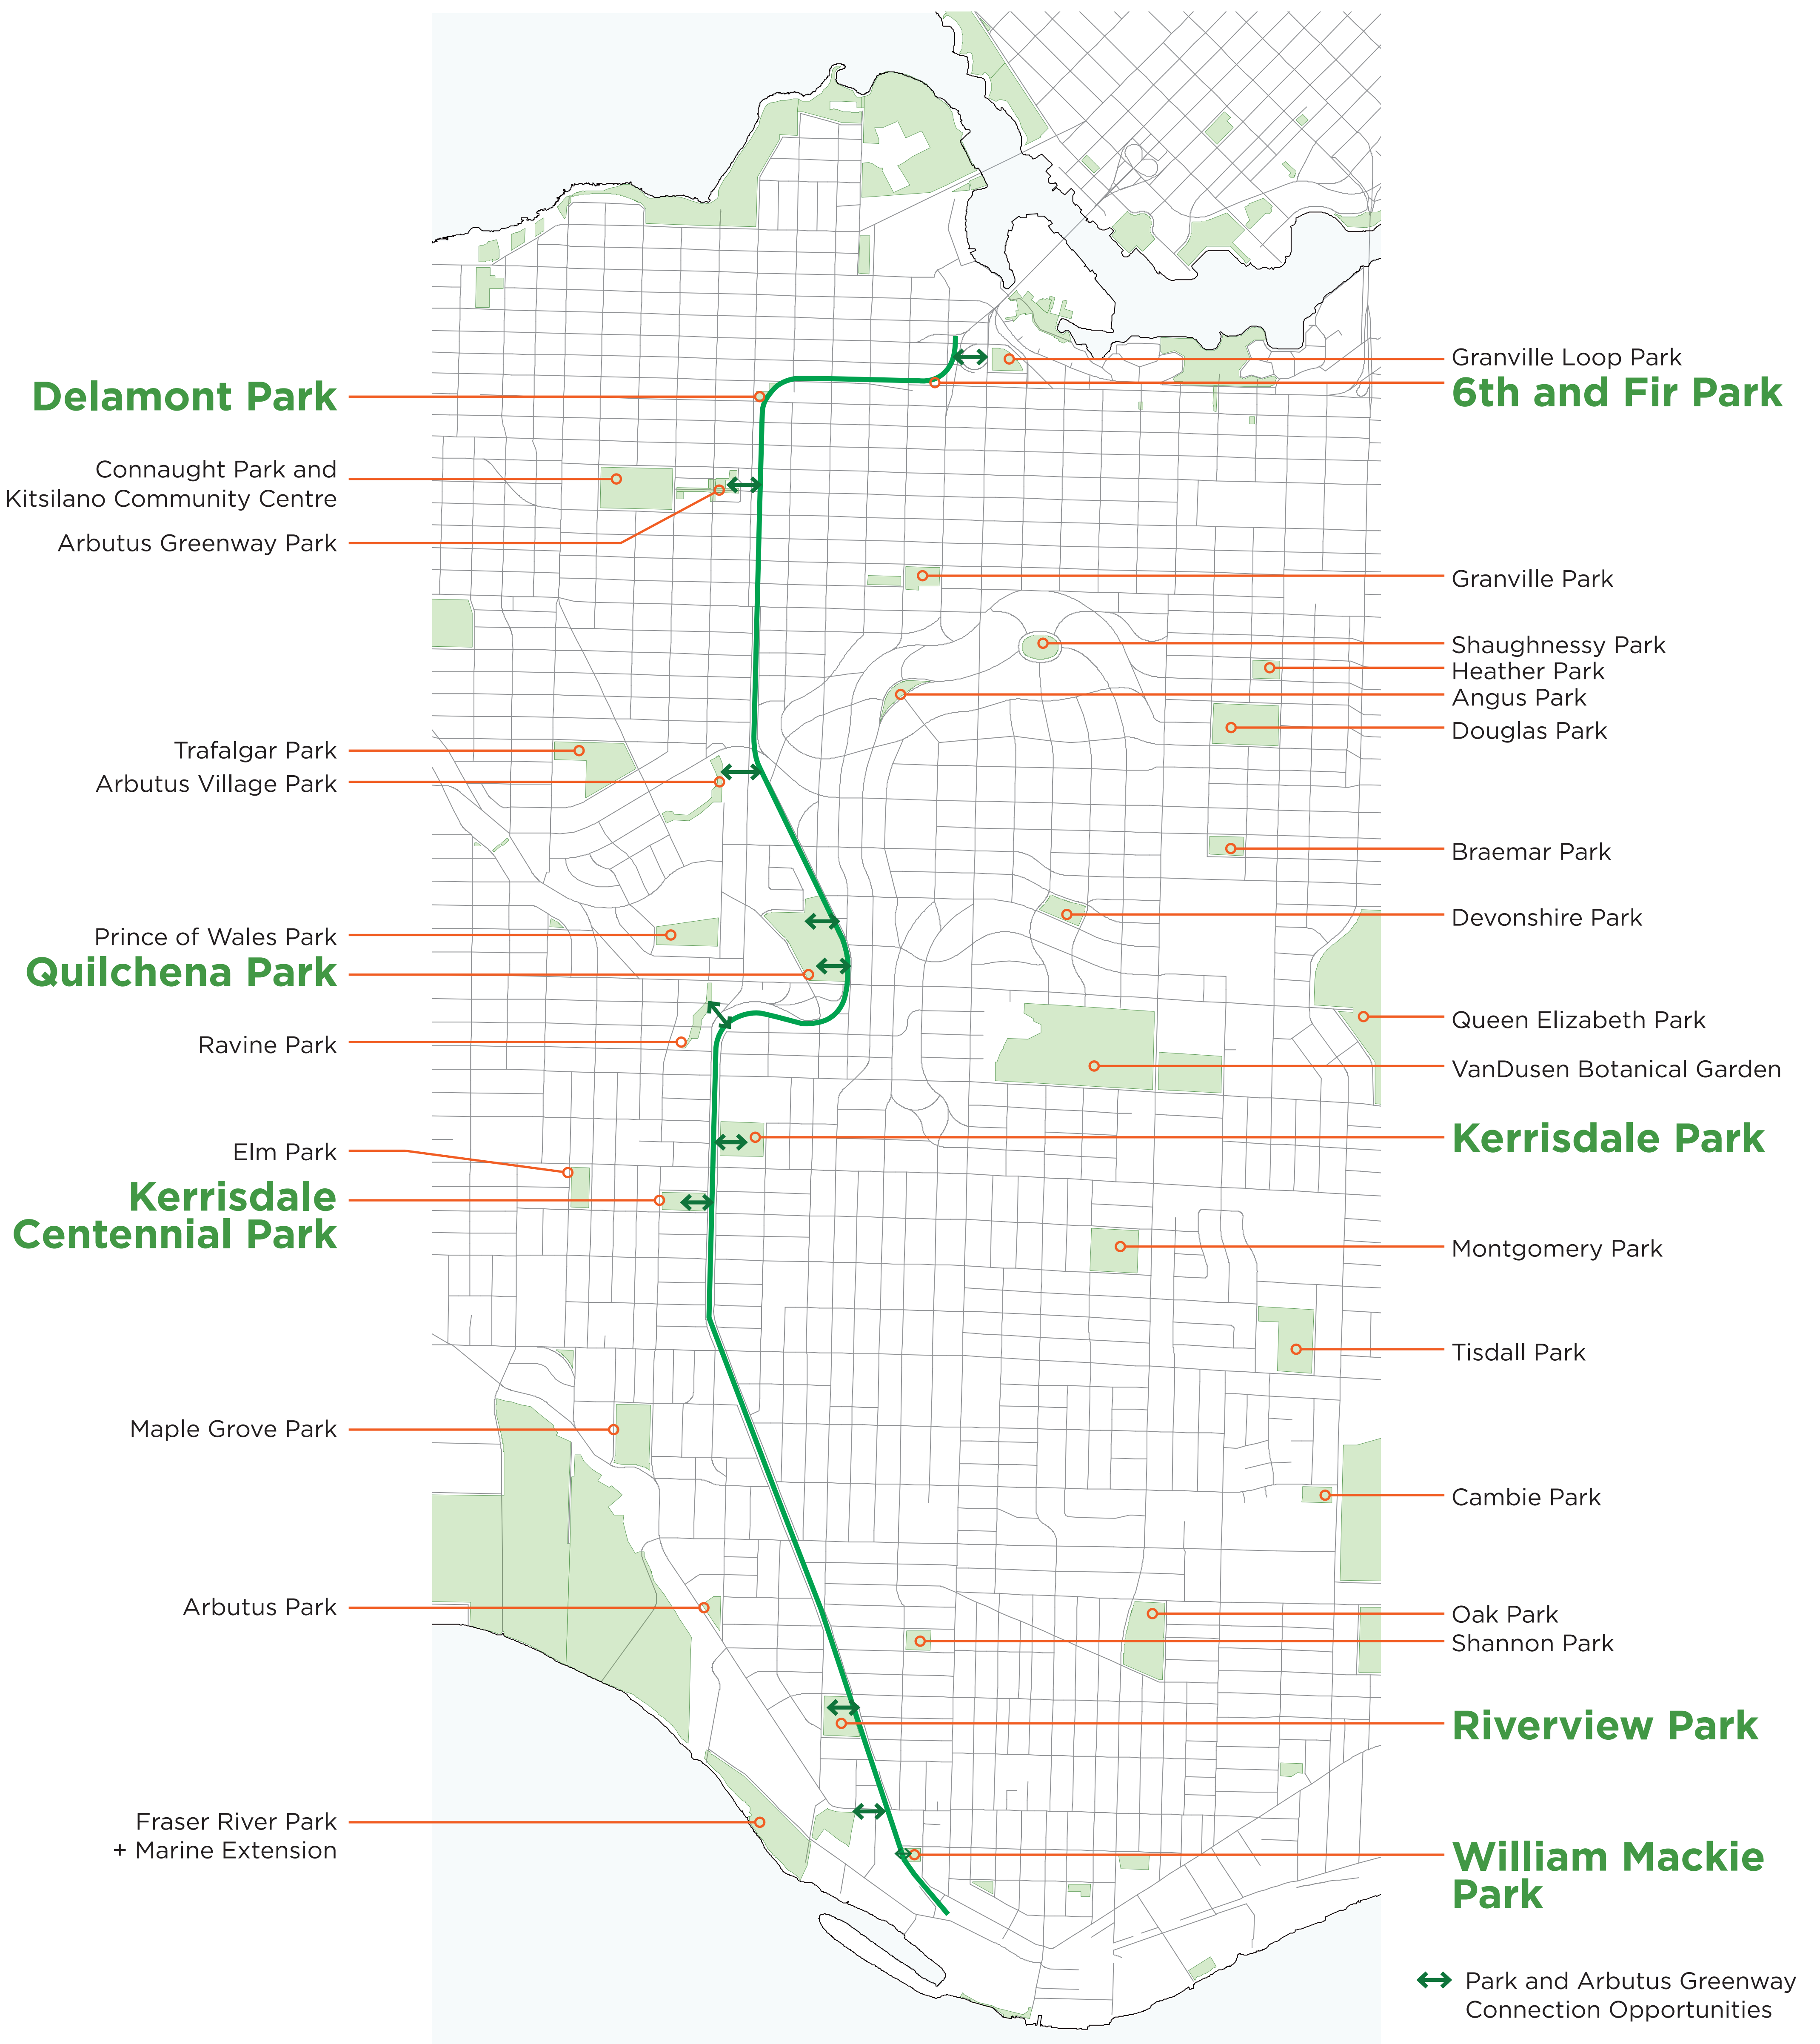 Delamont Park
Connaught Park and
Kitsilano Community Centre
Arbutus Greenway Park
Trafalgar Park
Arbutus Village Park
Prince of Wales Park
Quilchena Park
Ravine Park
Elm Park
Kerrisdale
Centennial Park
Maple Grove Park
Arbutus Park
Fraser River Park
+ Marine Extension
Granville Loop Park
6th and Fir Park
Granville Park
Shaughnessy Park
Heather Park
Angus Park
Douglas Park
Braemar Park
Devonshire Park
Queen Elizabeth Park
VanDusen Botanical Garden
Kerrisdale Park
Montgomery Park
Tisdall Park
Cambie Park
Oak Park
Shannon Park
Riverview Park
William Mackie
Park
Park and Arbutus Greenway
Connection Opportunities